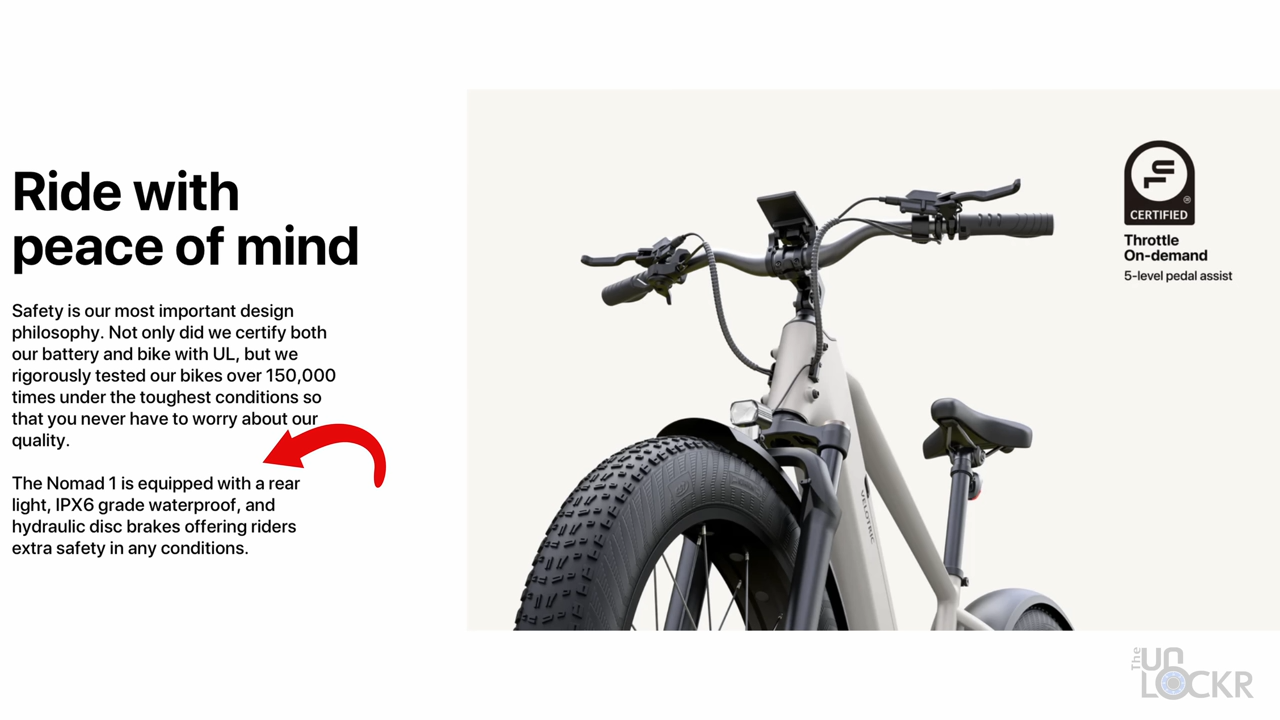 Ride with
peace of mind
Safety is our most important design
philosophy. Not only did we certify both
our battery and bike with UL, but we
rigorously tested our bikes over 150,000
times under the toughest conditions so
that you never have to worry about our
quality.
The Nomad 1 is equipped with a rear
light, IPX6 grade waterproof, and
hydraulic disc brakes offering riders
extra safety in any conditions.
UL
®
CERTIFIED
Throttle
On-demand
5-level pedal assist
VELOTRIC
The
UN
LOCKR